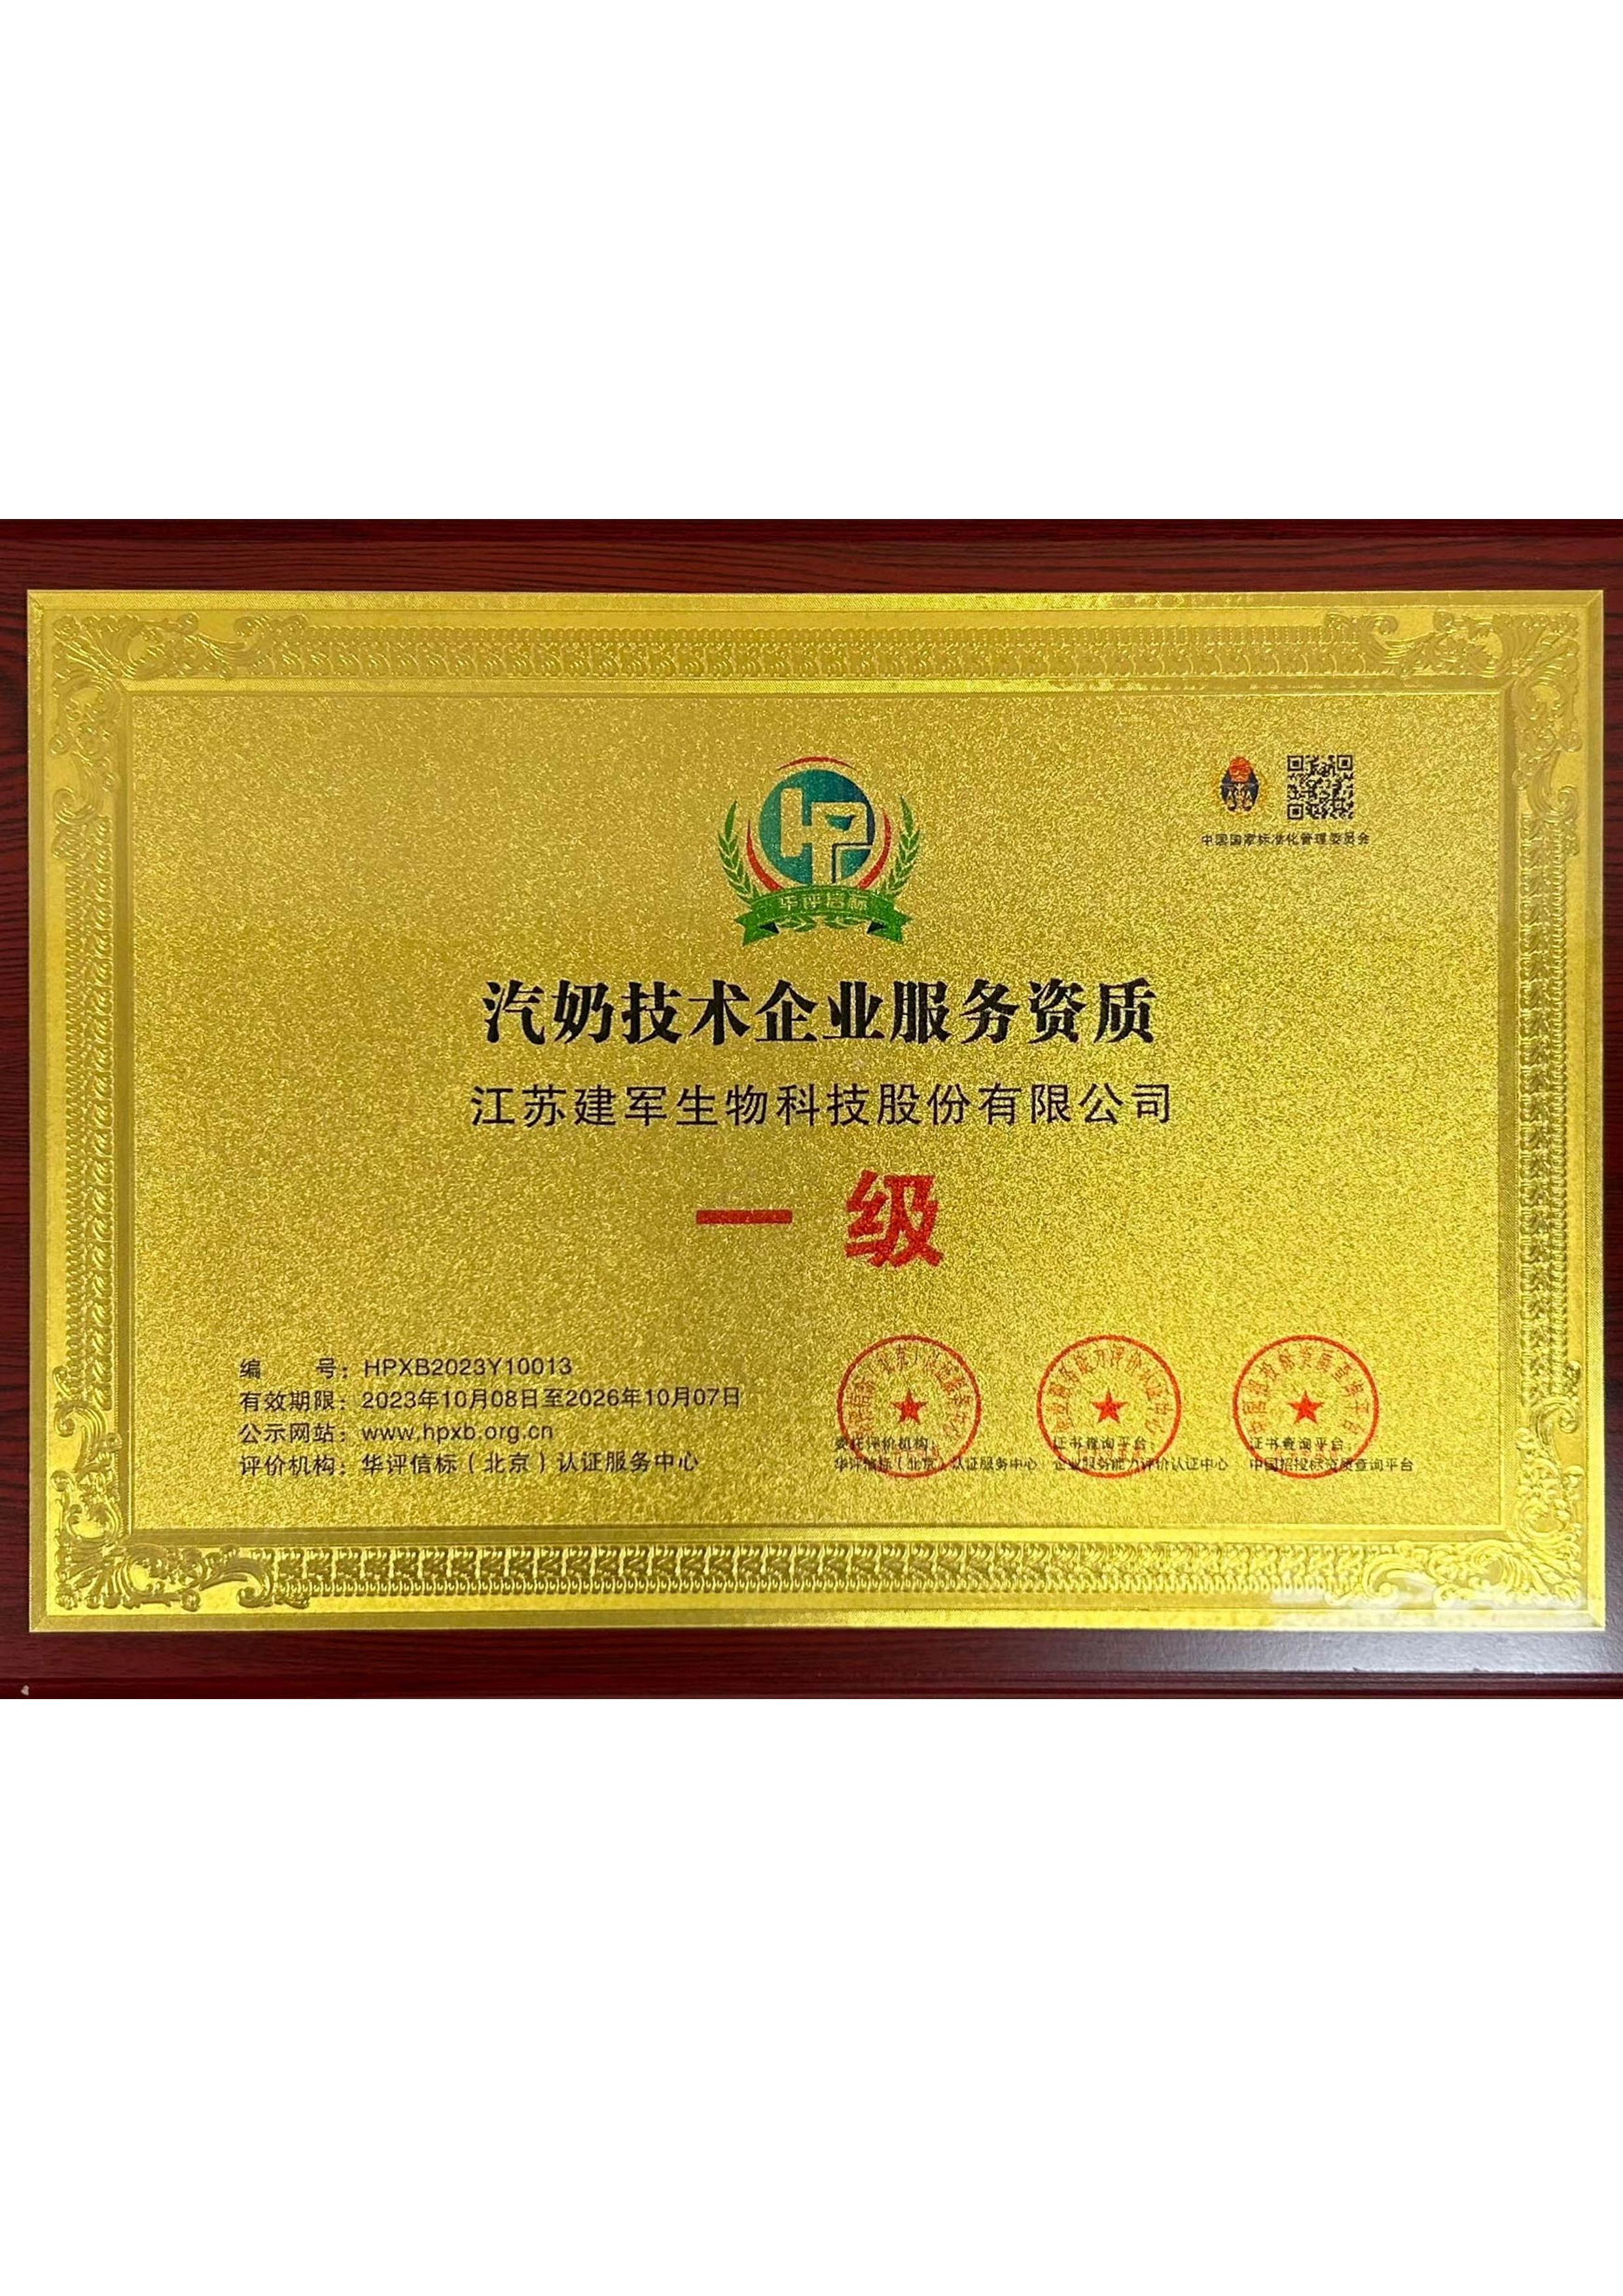 华评信标
中国国家标准化管理委员会
汽奶技术企业服务资质
江苏建军生物科技股份有限公司
一级
编 号：HPXB2023Y10013
有效期限：2023年10月08日至2026年10月07日
公示网站：www.hpxb.org.cn
评价机构：华评信标（北京）认证服务中心
委托评价机构：
华评信标（北京）认证服务中心
证书查询平台：
企业服务能力评价认证中心
证书查询平台：
中国招投标资质查询平台